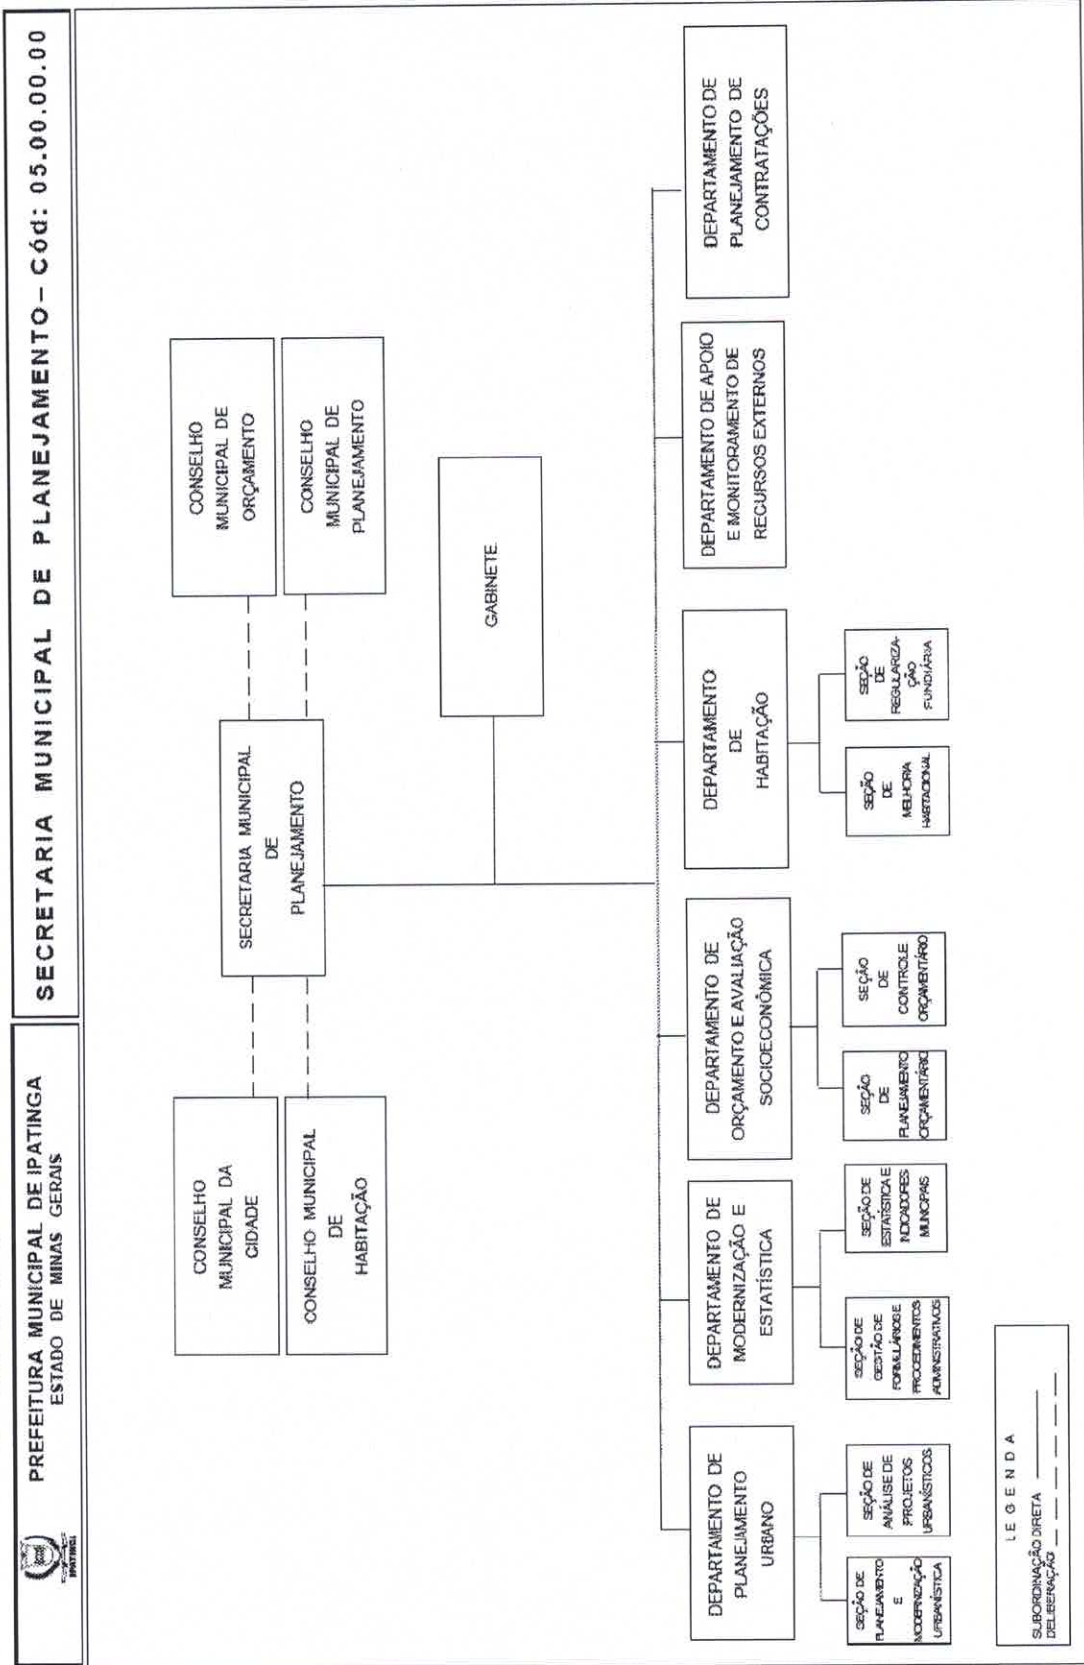 PREFEITURA MUNICIPAL DE IPATINGA
ESTADO DE MINAS GERAIS
IPATINGA
SECRETARIA MUNICIPAL DE PLANEJAMENTO – Cód: 05.00.00.00
CONSELHO
MUNICIPAL DA
CIDADE
CONSELHO MUNICIPAL
DE
HABITAÇÃO
SECRETARIA MUNICIPAL
DE
PLANEJAMENTO
CONSELHO
MUNICIPAL DE
ORÇAMENTO
CONSELHO
MUNICIPAL DE
PLANEJAMENTO
GABINETE
DEPARTAMENTO DE
PLANEJAMENTO
URBANO
DEPARTAMENTO DE
MODERNIZAÇÃO E
ESTATÍSTICA
DEPARTAMENTO DE
ORÇAMENTO E AVALIAÇÃO
SOCIOECONÔMICA
DEPARTAMENTO
DE
HABITAÇÃO
DEPARTAMENTO DE APOIO
E MONITORAMENTO DE
RECURSOS EXTERNOS
DEPARTAMENTO DE
PLANEJAMENTO DE
CONTRATAÇÕES
SEÇÃO DE
PLANEJAMENTO
E
MODERNIZAÇÃO
URBANÍSTICA
SEÇÃO DE
ANÁLISE DE
PROJETOS
URBANÍSTICOS
SEÇÃO DE
GESTÃO DE
FORMULÁRIOS E
PROCEDIMENTOS
ADMINISTRATIVOS
SEÇÃO DE
ESTATÍSTICA E
INDICADORES
MUNICIPAIS
SEÇÃO
DE
PLANEJAMENTO
ORÇAMENTÁRIO
SEÇÃO
DE
CONTROLE
ORÇAMENTÁRIO
SEÇÃO
DE
MELHORIA
HABITACIONAL
SEÇÃO
DE
REGULARIZA-
ÇÃO
FUNDIÁRIA
LEGENDA
SUBORDINAÇÃO DIRETA
DELIBERAÇÃO